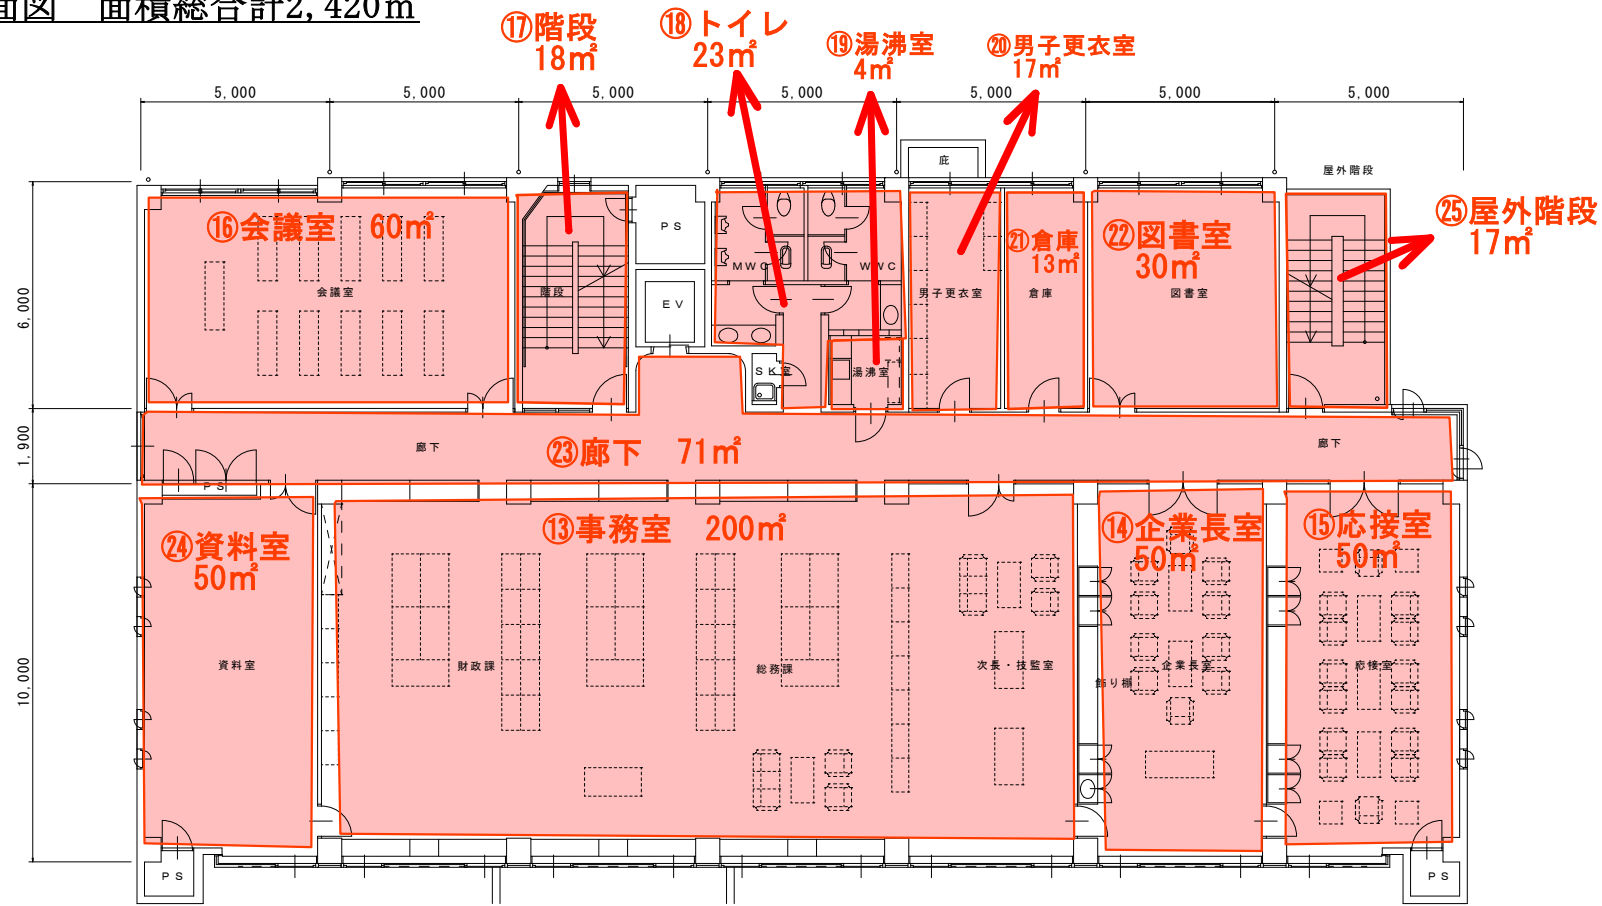 面図　面積総合計2,420㎡
⑰階段
18㎡
⑱トイレ
23㎡
⑲湯沸室
4㎡
⑳男子更衣室
17㎡
5,000
5,000
5,000
5,000
5,000
5,000
5,000
庇
屋外階段
㉕屋外階段
17㎡
⑯会議室　60㎡
PS
㉑倉庫
13㎡
㉒図書室
30㎡
MWC
WWC
6,000
会議室
階段
EV
男子更衣室
倉庫
図書室
SK室
湯沸室
1,900
廊下
㉓廊下　71㎡
廊下
PS
⑬事務室　200㎡
⑭企業長室
50㎡
⑮応接室
50㎡
㉔資料室
50㎡
10,000
資料室
財政課
総務課
次長・技監室
企業長室
応接室
飾り棚
PS
PS